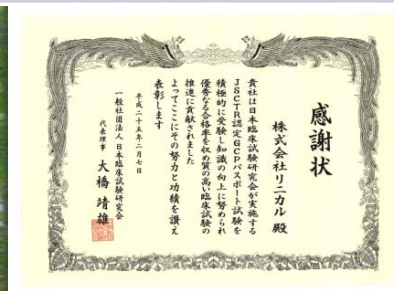 感謝状
株式会社リニカル 殿
貴社は日本臨床試験研究会が実施する
JSCTR認定GCPパスポート試験を
積極的に受験し知識の向上に努められ
優秀なる合格率を収め質の高い臨床試験の
推進に貢献されました
よってここにその努力と功績を讃え
表彰します
平成二十五年二月七日
一般社団法人 日本臨床試験研究会
代表理事 大橋 靖雄